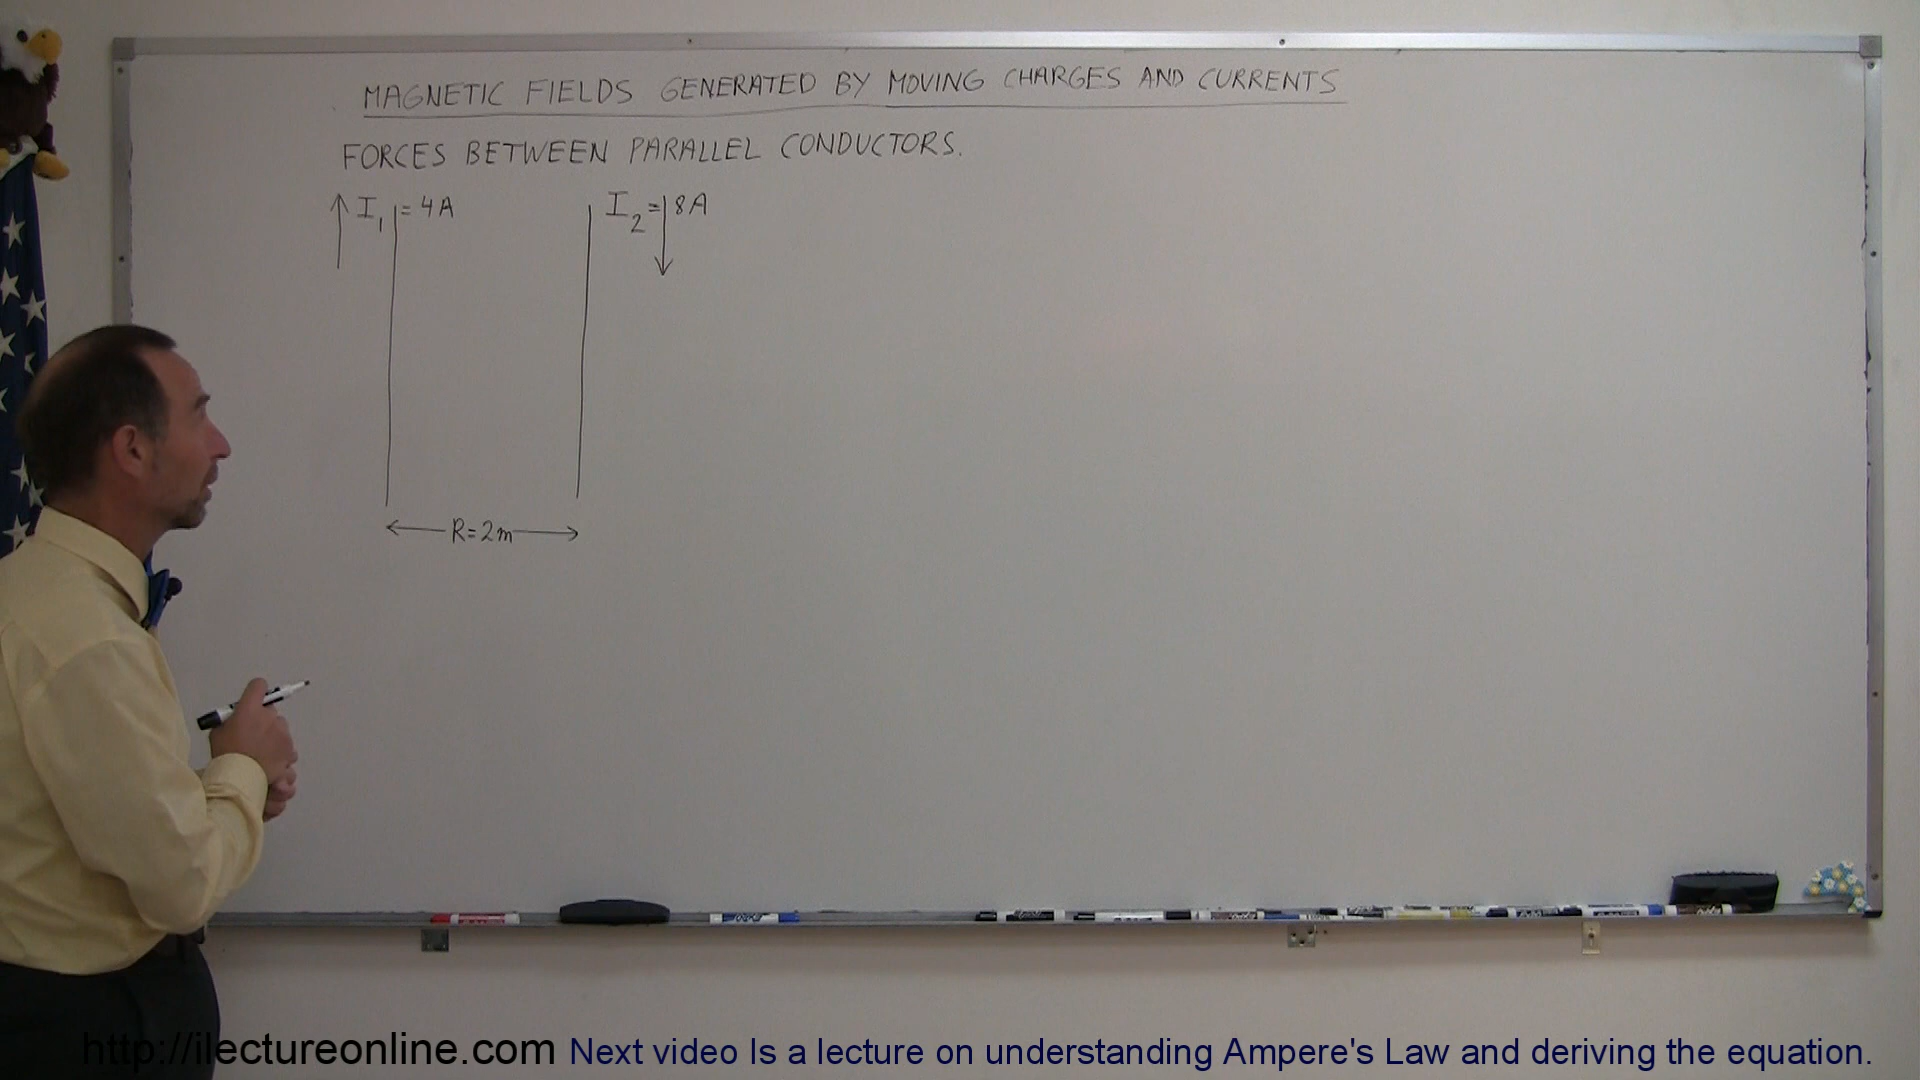 MAGNETIC FIELDS GENERATED BY MOVING CHARGES AND CURRENTS
FORCES BETWEEN PARALLEL CONDUCTORS.
I₁ = 4A I₂ = 8A
R=2m
http://ilectureonline.com Next video Is a lecture on understanding Ampere's Law and deriving the equation.